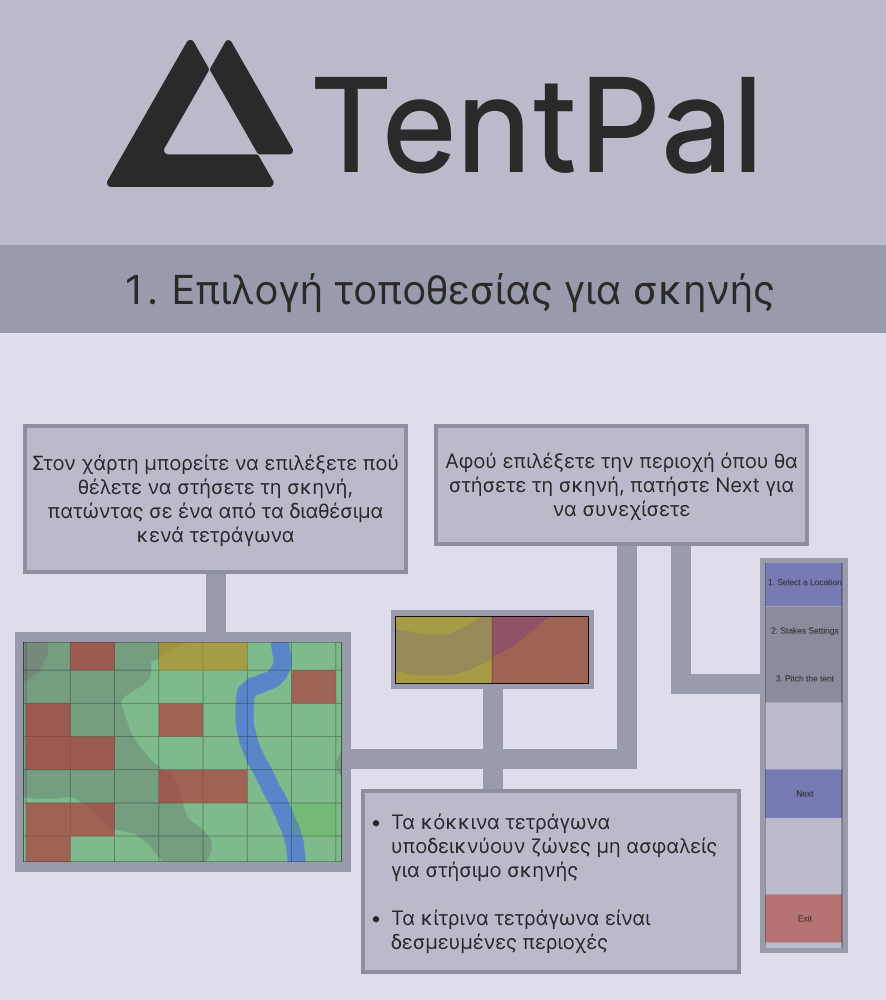 TentPal
1. Επιλογή τοποθεσίας για σκηνής
Στον χάρτη μπορείτε να επιλέξετε πού
θέλετε να στήσετε τη σκηνή,
πατώντας σε ένα από τα διαθέσιμα
κενά τετράγωνα
Αφού επιλέξετε την περιοχή όπου θα
στήσετε τη σκηνή, πατήστε Next για
να συνεχίσετε
1. Select a Location
2. Stakes Settings
3. Pitch the tent
Next
Exit
• Τα κόκκινα τετράγωνα
υποδεικνύουν ζώνες μη ασφαλείς
για στήσιμο σκηνής
• Τα κίτρινα τετράγωνα είναι
δεσμευμένες περιοχές